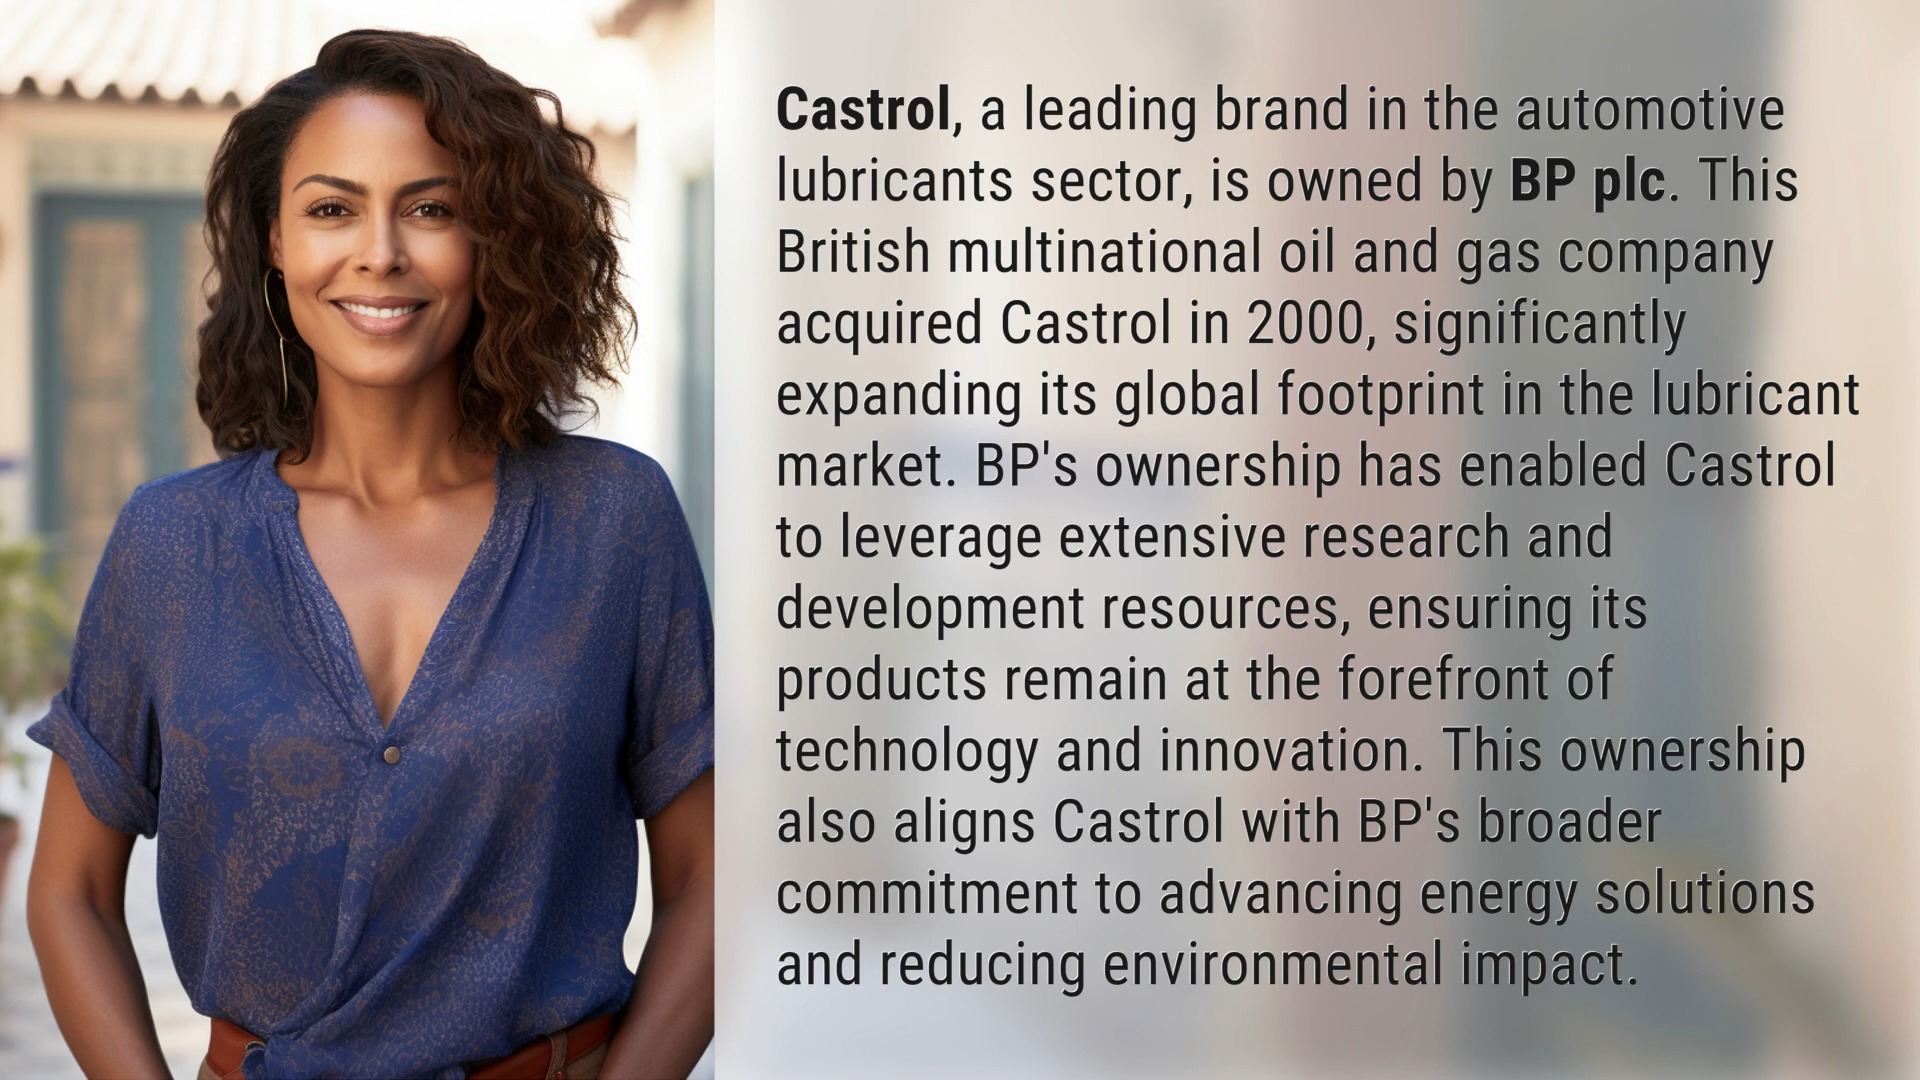 Castrol, a leading brand in the automotive
lubricants sector, is owned by BP plc. This
British multinational oil and gas company
acquired Castrol in 2000, significantly
expanding its global footprint in the lubricant
market. BP's ownership has enabled Castrol
to leverage extensive research and
development resources, ensuring its
products remain at the forefront of
technology and innovation. This ownership
also aligns Castrol with BP's broader
commitment to advancing energy solutions
and reducing environmental impact.